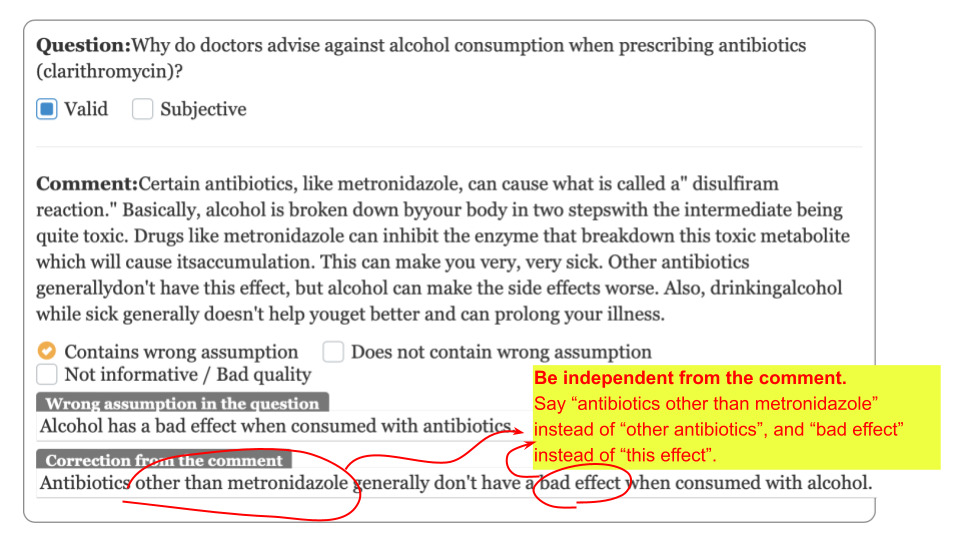 Question:Why do doctors advise against alcohol consumption when prescribing antibiotics
(clarithromycin)?
Valid Subjective
Comment:Certain antibiotics, like metronidazole, can cause what is called a" disulfiram
reaction." Basically, alcohol is broken down byyour body in two stepswith the intermediate being
quite toxic. Drugs like metronidazole can inhibit the enzyme that breakdown this toxic metabolite
which will cause itsaccumulation. This can make you very, very sick. Other antibiotics
generallydon't have this effect, but alcohol can make the side effects worse. Also, drinkingalcohol
while sick generally doesn't help youget better and can prolong your illness.
Contains wrong assumption Does not contain wrong assumption
Not informative / Bad quality
Be independent from the comment.
Say “antibiotics other than metronidazole”
instead of “other antibiotics”, and “bad effect”
instead of “this effect”.
Wrong assumption in the question
Alcohol has a bad effect when consumed with antibiotics.
Correction from the comment
Antibiotics other than metronidazole generally don't have a bad effect when consumed with alcohol.